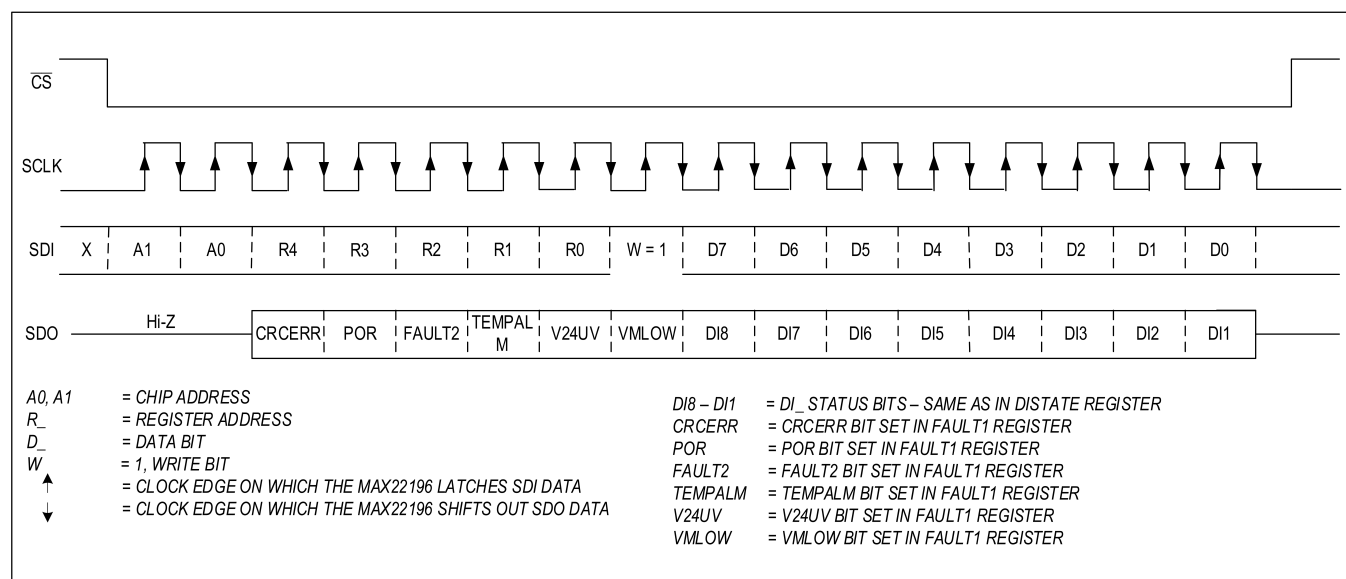 CS
SCLK
SDI X A1 A0 R4 R3 R2 R1 R0 W = 1 D7 D6 D5 D4 D3 D2 D1 D0
Hi-Z
SDO CRCERR POR FAULT2 TEMPALM V24UV VMLOW DI8 DI7 DI6 DI5 DI4 DI3 DI2 DI1
A0, A1 = CHIP ADDRESS
R_ = REGISTER ADDRESS
D_ = DATA BIT
W = 1, WRITE BIT
↑ = CLOCK EDGE ON WHICH THE MAX22196 LATCHES SDI DATA
↓ = CLOCK EDGE ON WHICH THE MAX22196 SHIFTS OUT SDO DATA
DI8 – DI1 = DI_ STATUS BITS – SAME AS IN DISTATE REGISTER
CRCERR = CRCERR BIT SET IN FAULT1 REGISTER
POR = POR BIT SET IN FAULT1 REGISTER
FAULT2 = FAULT2 BIT SET IN FAULT1 REGISTER
TEMPALM = TEMPALM BIT SET IN FAULT1 REGISTER
V24UV = V24UV BIT SET IN FAULT1 REGISTER
VMLOW = VMLOW BIT SET IN FAULT1 REGISTER